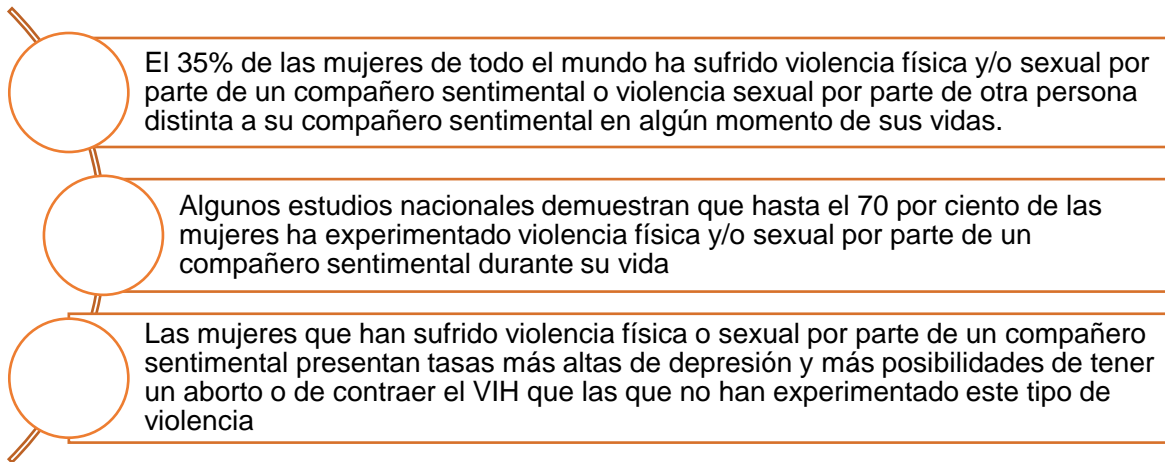 El 35% de las mujeres de todo el mundo ha sufrido violencia física y/o sexual por
parte de un compañero sentimental o violencia sexual por parte de otra persona
distinta a su compañero sentimental en algún momento de sus vidas.
Algunos estudios nacionales demuestran que hasta el 70 por ciento de las
mujeres ha experimentado violencia física y/o sexual por parte de un
compañero sentimental durante su vida
Las mujeres que han sufrido violencia física o sexual por parte de un compañero
sentimental presentan tasas más altas de depresión y más posibilidades de tener
un aborto o de contraer el VIH que las que no han experimentado este tipo de
violencia